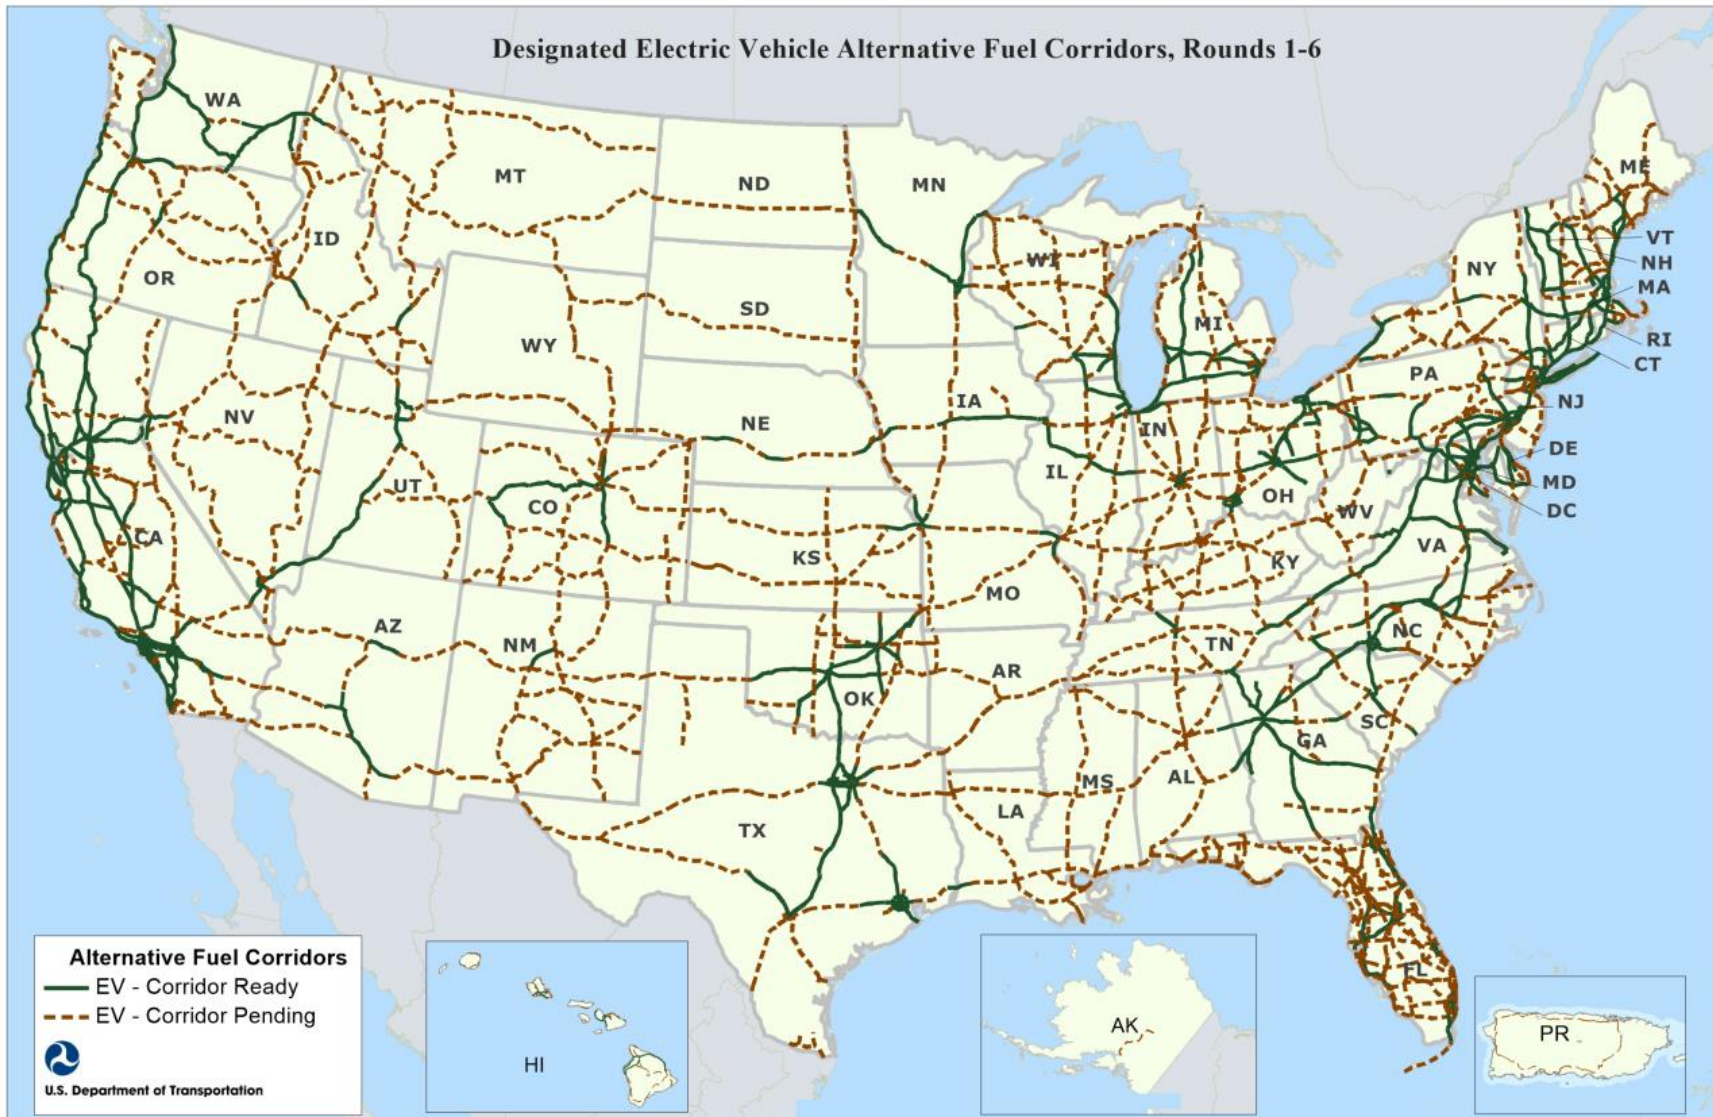 Designated Electric Vehicle Alternative Fuel Corridors, Rounds 1-6
WA
MT
ND
MN
ME
ID
OR
WI
VT
NY
NH
MA
SD
MI
WY
RI
CT
PA
NV
NE
IA
NJ
IN
DE
UT
IL
OH
MD
CO
WV
DC
CA
KS
VA
KY
MO
AZ
NM
NC
TN
AR
OK
SC
GA
MS
AL
LA
TX
FL
Alternative Fuel Corridors
EV - Corridor Ready
EV - Corridor Pending
U.S. Department of Transportation
HI
AK
PR